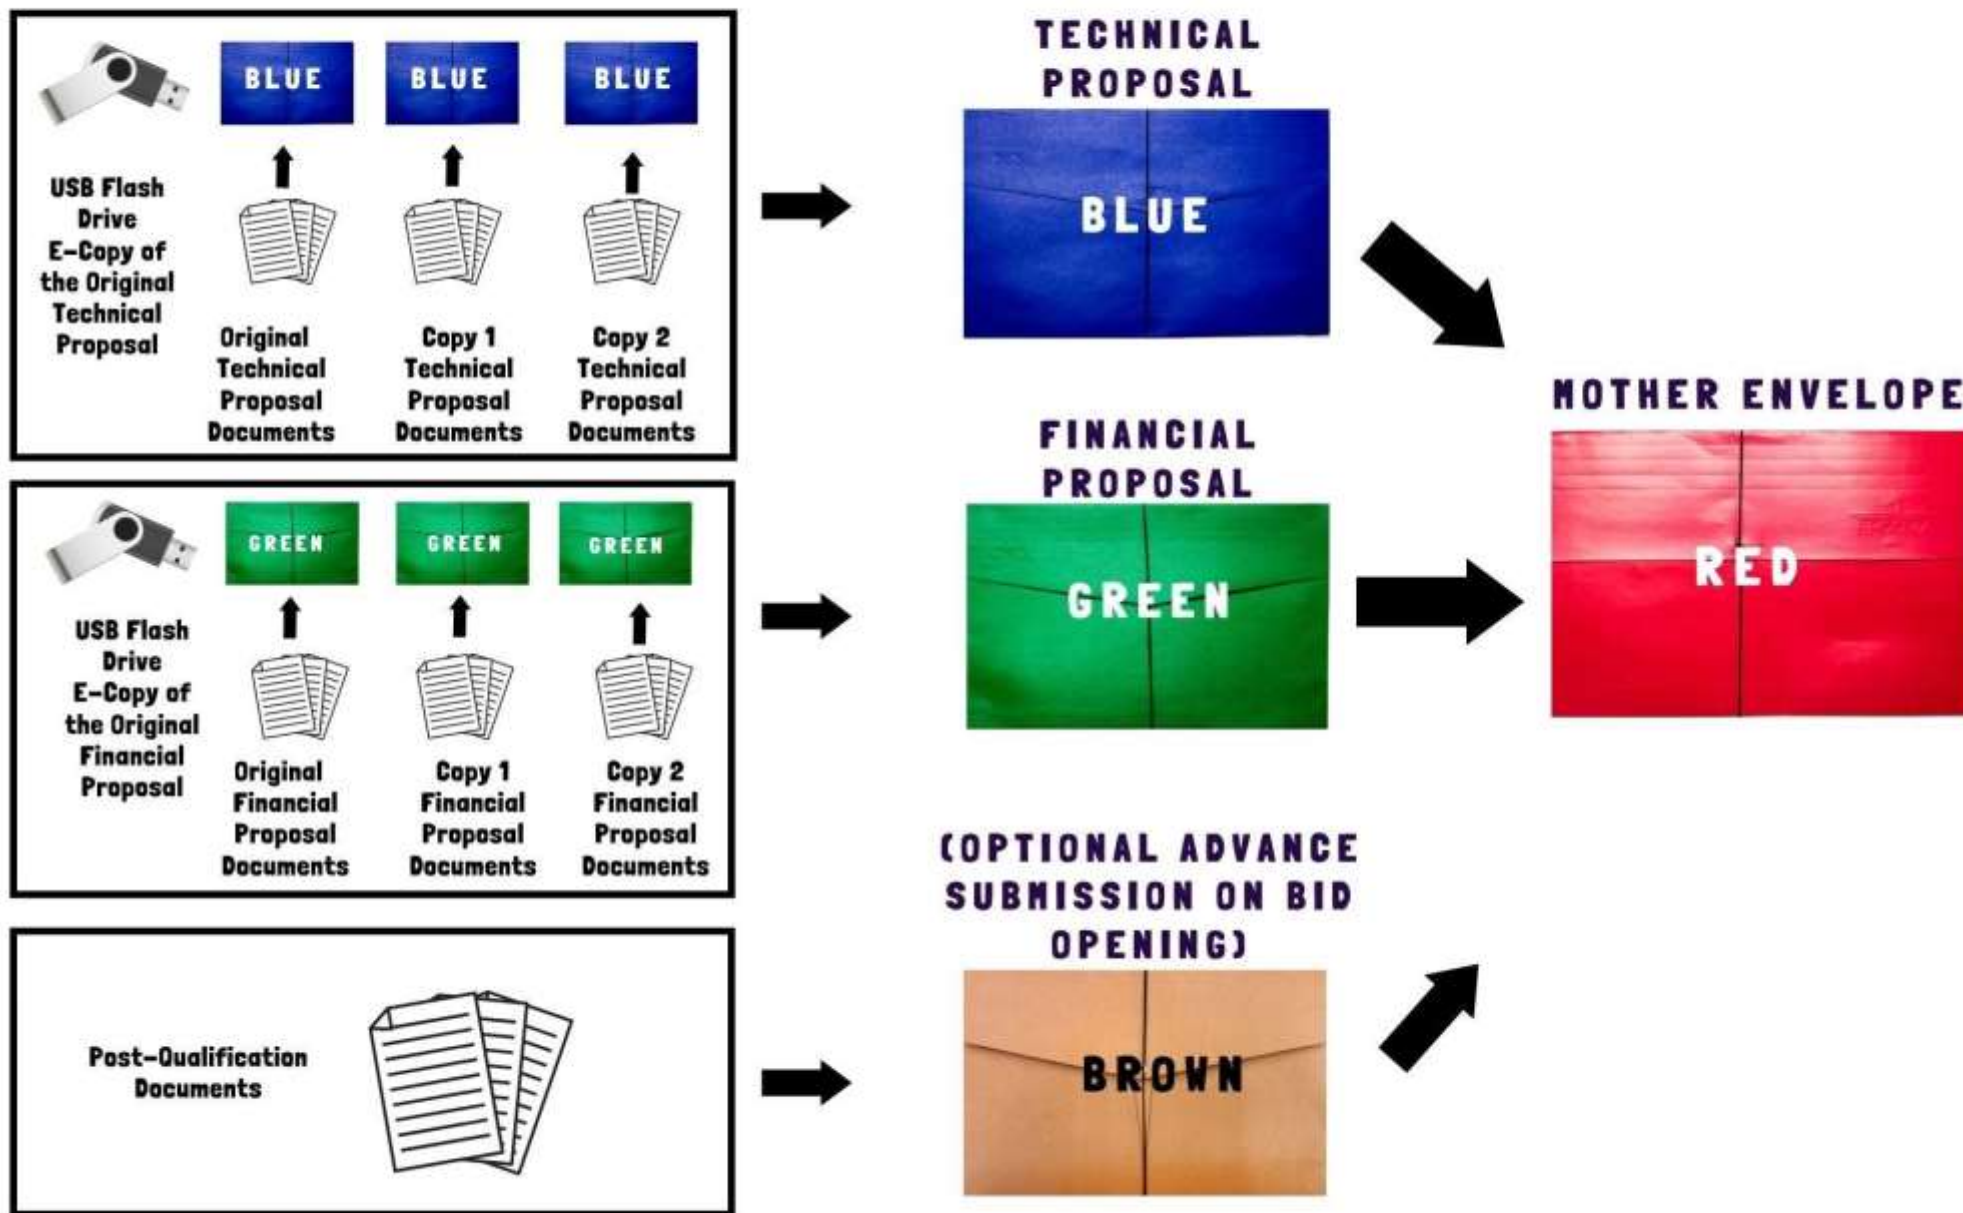 BLUE
BLUE
BLUE
USB Flash
Drive
E-Copy of
the Original
Technical
Proposal
Original
Technical
Proposal
Documents
Copy 1
Technical
Proposal
Documents
Copy 2
Technical
Proposal
Documents
TECHNICAL
PROPOSAL
BLUE
GREEN
GREEN
GREEN
USB Flash
Drive
E-Copy of
the Original
Financial
Proposal
Original
Financial
Proposal
Documents
Copy 1
Financial
Proposal
Documents
Copy 2
Financial
Proposal
Documents
FINANCIAL
PROPOSAL
GREEN
MOTHER ENVELOPE
RED
Post-Qualification
Documents
(OPTIONAL ADVANCE
SUBMISSION ON BID
OPENING)
BROWN